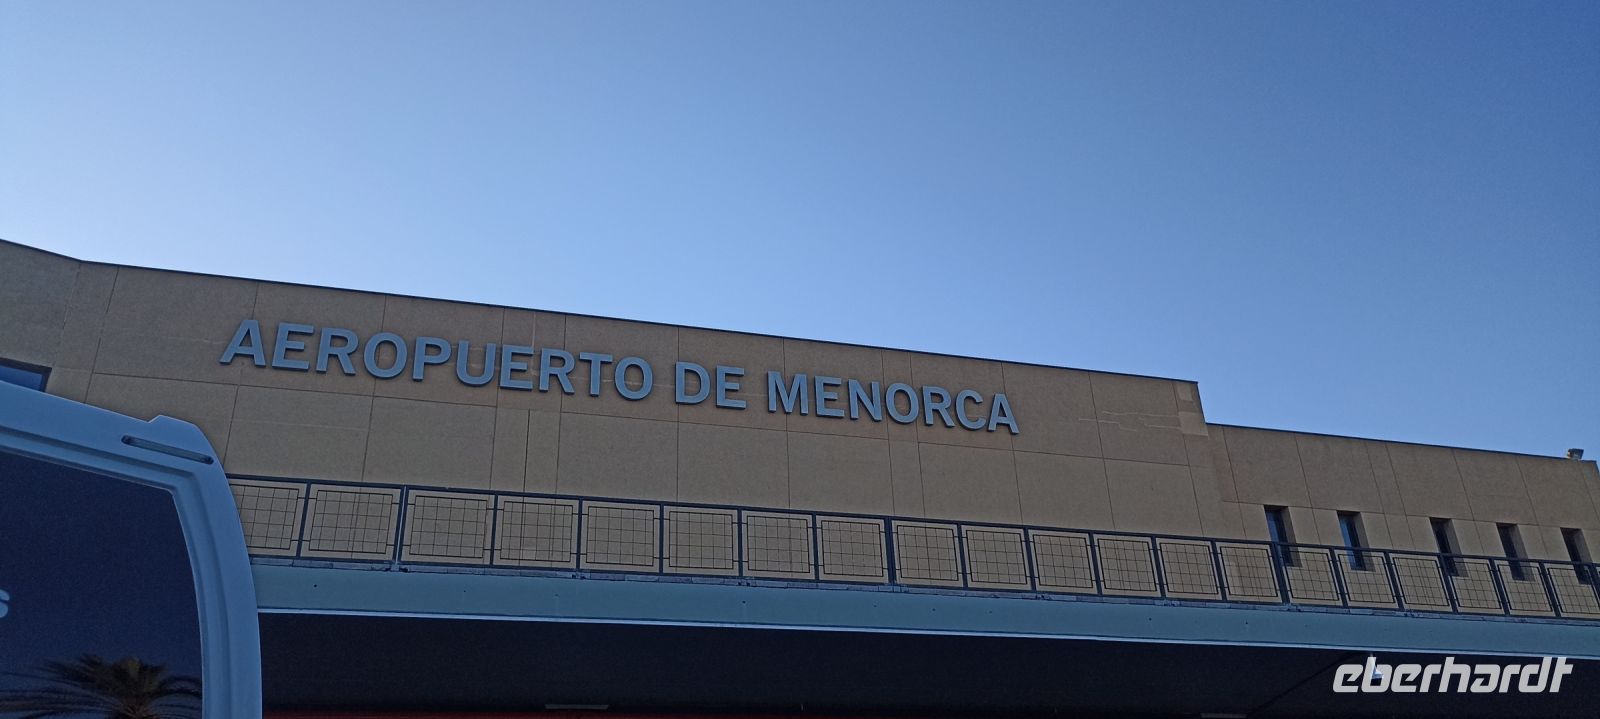 AEROPUERTO DE MENORCA
s
eberhardt